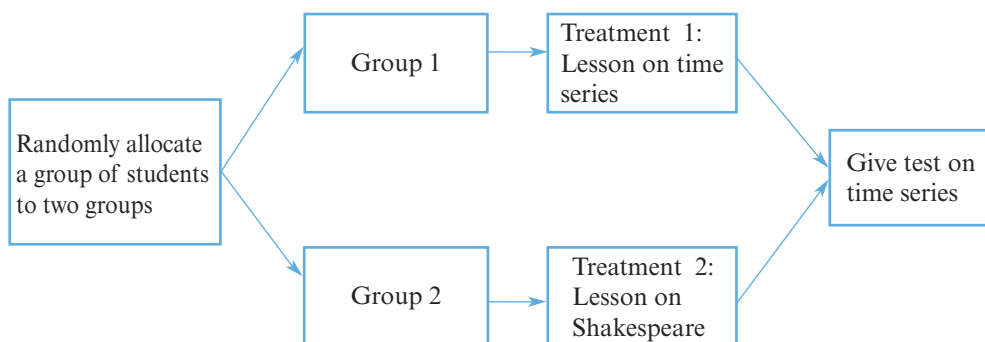 Randomly allocate
a group of students
to two groups
Group 1
Treatment 1:
Lesson on time
series
Group 2
Treatment 2:
Lesson on
Shakespeare
Give test on
time series